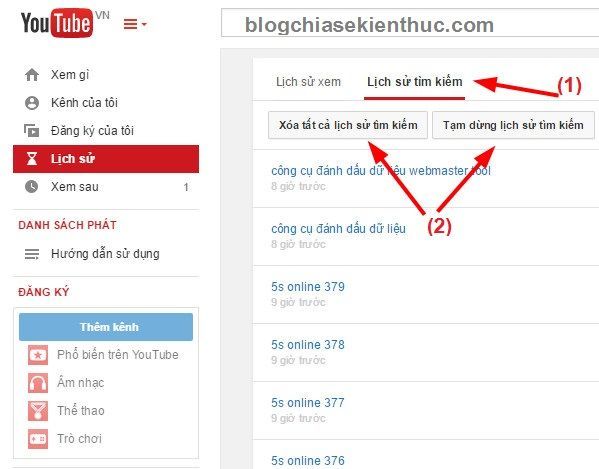 YouTube VN
blogchiasekienthuc.com
Xem gì
Kênh của tôi
Đăng ký của tôi
Lịch sử
Xem sau 1
DANH SÁCH PHÁT
Hướng dẫn sử dụng
ĐĂNG KÝ
Thêm kênh
Phổ biến trên YouTube
Âm nhạc
Thể thao
Trò chơi
Lịch sử xem Lịch sử tìm kiếm (1)
Xóa tất cả lịch sử tìm kiếm Tạm dừng lịch sử tìm kiếm
công cụ đánh dấu dữ liệu webmaster tool
8 giờ trước
(2)
công cụ đánh dấu dữ liệu
8 giờ trước
5s online 379
9 giờ trước
5s online 378
9 giờ trước
5s online 377
9 giờ trước
5s online 376